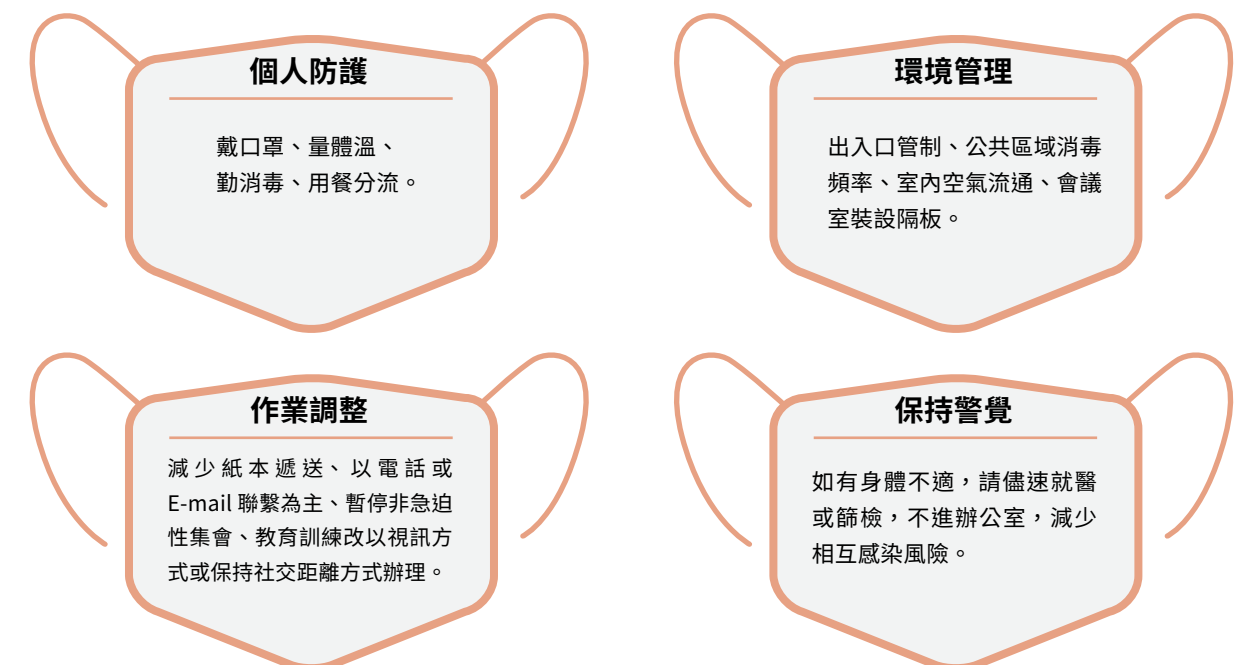 個人防護
戴口罩、量體溫、
勤消毒、用餐分流。
環境管理
出入口管制、公共區域消毒
頻率、室內空氣流通、會議
室裝設隔板。
作業調整
減少紙本遞送、以電話或
E-mail 聯繫為主、暫停非急迫
性集會、教育訓練改以視訊方
式或保持社交距離方式辦理。
保持警覺
如有身體不適，請儘速就醫
或篩檢，不進辦公室，減少
相互感染風險。